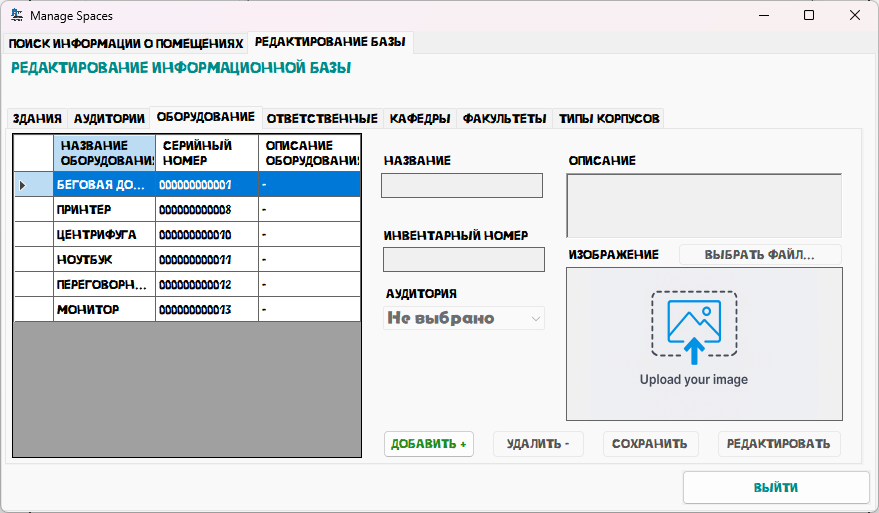 Manage Spaces
ПОИСК ИНФОРМАЦИИ О ПОМЕЩЕНИЯХ РЕДАКТИРОВАНИЕ БАЗЫ
РЕДАКТИРОВАНИЕ ИНФОРМАЦИОННОЙ БАЗЫ
ЗДАНИЯ АУДИТОРИИ ОБОРУДОВАНИЕ ОТВЕТСТВЕННЫЕ КАФЕДРЫ ФАКУЛЬТЕТЫ ТИПЫ КОРПУСОВ
НАЗВАНИЕ ОБОРУДОВАНИЯ СЕРИЙНЫЙ НОМЕР ОПИСАНИЕ ОБОРУДОВАНИЯ
БЕГОВАЯ ДО... 000000000001 -
ПРИНТЕР 000000000008 -
ЦЕНТРИФУГА 000000000010 -
НОУТБУК 000000000011 -
ПЕРЕГОВОРН... 000000000012 -
МОНИТОР 000000000013 -
НАЗВАНИЕ
ИНВЕНТАРНЫЙ НОМЕР
АУДИТОРИЯ
Не выбрано
ОПИСАНИЕ
ИЗОБРАЖЕНИЕ ВЫБРАТЬ ФАЙЛ...
Upload your image
ДОБАВИТЬ + УДАЛИТЬ - СОХРАНИТЬ РЕДАКТИРОВАТЬ
ВЫЙТИ